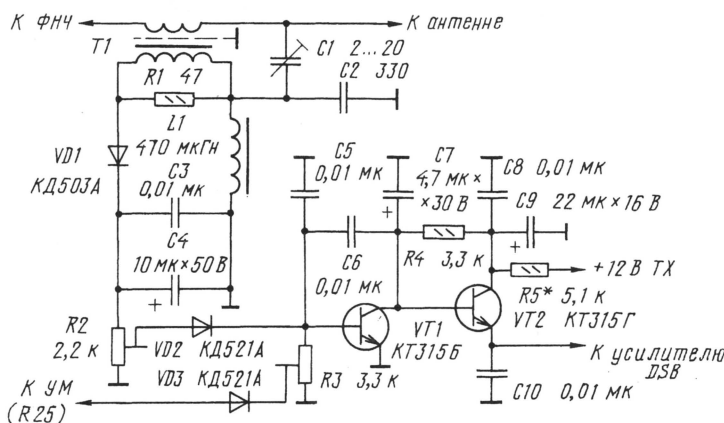 К ФНЧ
К антенне
T1
C1 2...20
R1 47
C2 330
L1
470 мкГн
VD1
КД503А
C3
0,01 мк
C4
10 мк×50 В
C5
0,01 мк
C7
4,7 мк×
×30 В
C8 0,01 мк
C9 22 мк×16 В
C6
0,01 мк
R4 3,3 к
+12 В TX
R5* 5,1 к
R2
2,2 к
VD2 КД521А
VT1
КТ315Б
VT2 КТ315Г
VD3 КД521А
R3 3,3 к
К усилителю
DSB
К УМ
(R25)
C10 0,01 мк